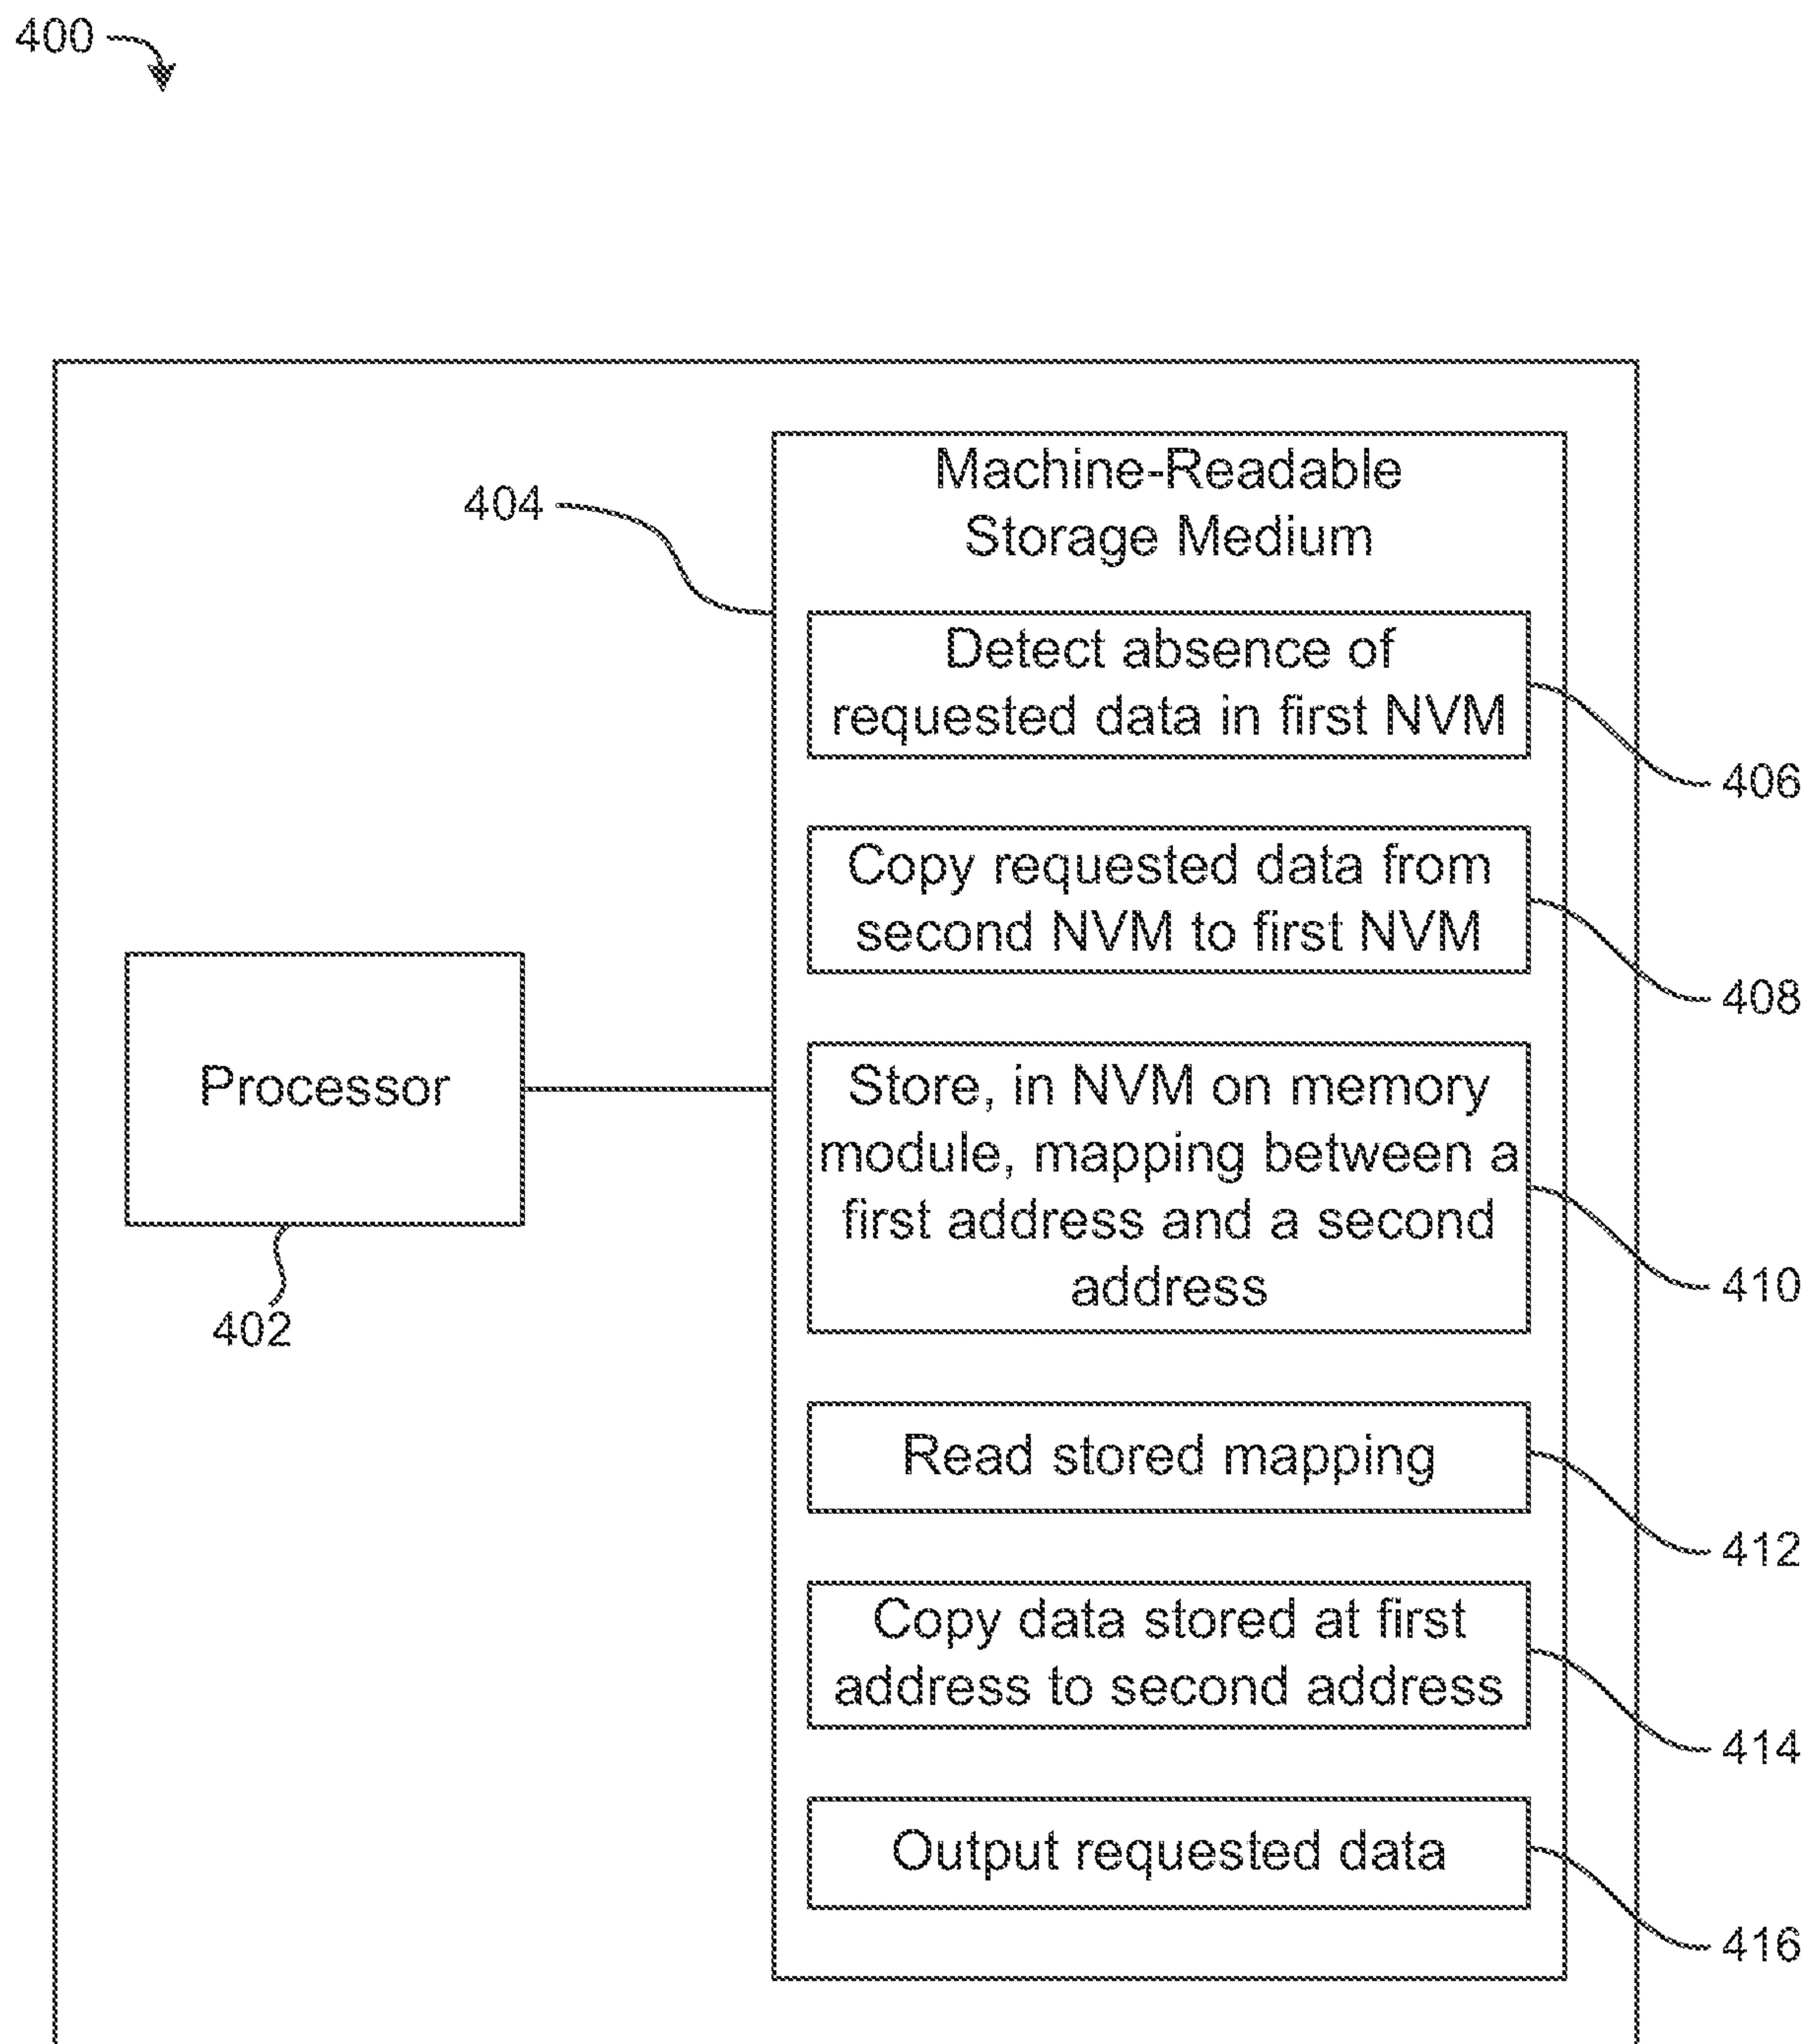 400
404
Machine-Readable
Storage Medium
Detect absence of
requested data in first NVM
406
Copy requested data from
second NVM to first NVM
408
Processor
402
Store, in NVM on memory
module, mapping between a
first address and a second
address
410
Read stored mapping
412
Copy data stored at first
address to second address
414
Output requested data
416